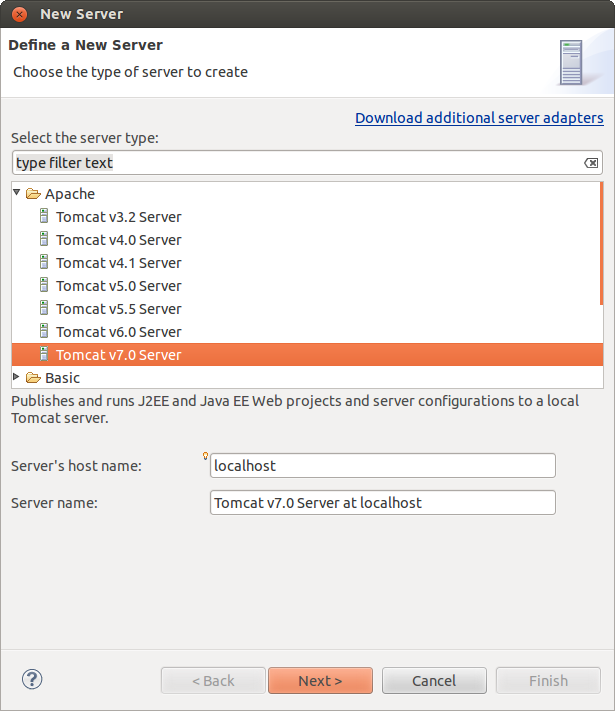 New Server
Define a New Server
Choose the type of server to create
Download additional server adapters
Select the server type:
type filter text
Apache
Tomcat v3.2 Server
Tomcat v4.0 Server
Tomcat v4.1 Server
Tomcat v5.0 Server
Tomcat v5.5 Server
Tomcat v6.0 Server
Tomcat v7.0 Server
Basic
Publishes and runs J2EE and Java EE Web projects and server configurations to a local
Tomcat server.
Server's host name: localhost
Server name: Tomcat v7.0 Server at localhost
? < Back Next > Cancel Finish